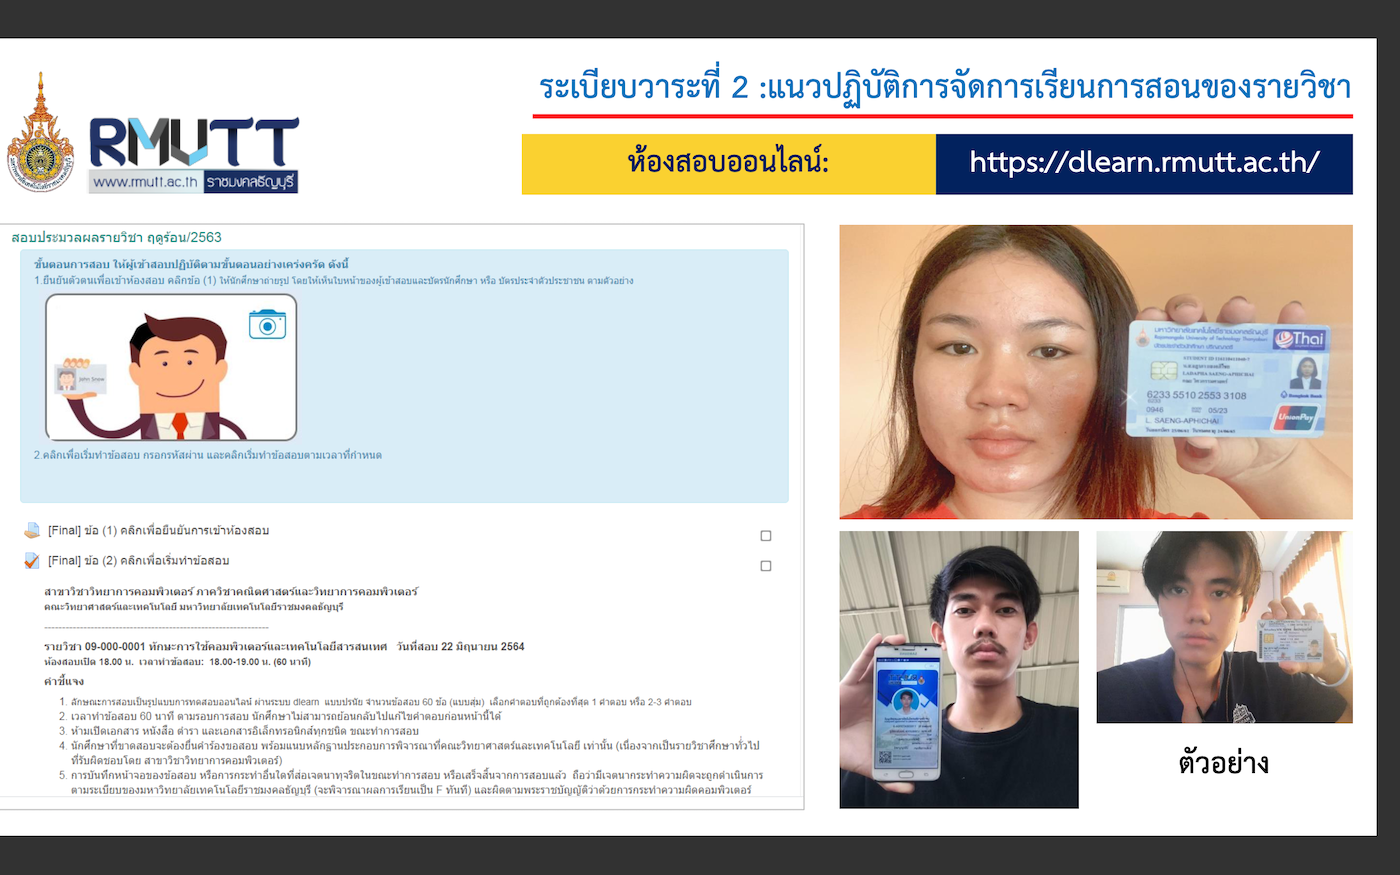 ระเบียบวาระที่ 2 :แนวปฏิบัติการจัดการเรียนการสอนของรายวิชา
RMUTT
www.rmutt.ac.th ราชมงคลธัญบุรี
ห้องสอบออนไลน์:
https://dlearn.rmutt.ac.th/
สอบประมวลผลรายวิชา ฤดูร้อน/2563
ขั้นตอนการสอบ ให้ผู้เข้าสอบปฏิบัติตามขั้นตอนอย่างเคร่งครัด ดังนี้
1.ยืนยันตัวตนเพื่อเข้าห้องสอบ คลิกข้อ (1) ให้นักศึกษาถ่ายรูป โดยให้เห็นใบหน้าของผู้เข้าสอบและบัตรนักศึกษา หรือ บัตรประจำตัวประชาชน ตามตัวอย่าง
John Snow
2.คลิกเพื่อเริ่มทำข้อสอบ กรอกรหัสผ่าน และคลิกเริ่มทำข้อสอบตามเวลาที่กำหนด
[Final] ข้อ (1) คลิกเพื่อยืนยันการเข้าห้องสอบ
[Final] ข้อ (2) คลิกเพื่อเริ่มทำข้อสอบ
สาขาวิชาวิทยาการคอมพิวเตอร์ ภาควิชาคณิตศาสตร์และวิทยาการคอมพิวเตอร์
คณะวิทยาศาสตร์และเทคโนโลยี มหาวิทยาลัยเทคโนโลยีราชมงคลธัญบุรี
รายวิชา 09-000-0001 ทักษะการใช้คอมพิวเตอร์และเทคโนโลยีสารสนเทศ วันที่สอบ 22 มิถุนายน 2564
ห้องสอบเปิด 18.00 น. เวลาทำข้อสอบ: 18.00-19.00 น. (60 นาที)
คำชี้แจง
1. ลักษณะการสอบเป็นรูปแบบการทดสอบออนไลน์ ผ่านระบบ dlearn แบบปรนัย จำนวนข้อสอบ 60 ข้อ (แบบสุ่ม) เลือกคำตอบที่ถูกต้องที่สุด 1 คำตอบ หรือ 2-3 คำตอบ
2. เวลาทำข้อสอบ 60 นาที ตามรอบการสอบ นักศึกษาไม่สามารถย้อนกลับไปแก้ไขคำตอบก่อนหน้านี้ได้
3. ห้ามเปิดเอกสาร หนังสือ ตำรา และเอกสารอิเล็กทรอนิกส์ทุกชนิด ขณะทำการสอบ
4. นักศึกษาที่ขาดสอบจะต้องยื่นคำร้องขอสอบ พร้อมแนบหลักฐานประกอบการพิจารณาที่คณะวิทยาศาสตร์และเทคโนโลยี เท่านั้น (เนื่องจากเป็นรายวิชาศึกษาทั่วไป
ที่รับผิดชอบโดย สาขาวิชาวิทยาการคอมพิวเตอร์)
5. การบันทึกหน้าจอของข้อสอบ หรือการกระทำอื่นใดที่ส่อเจตนาทุจริตในขณะทำการสอบ หรือเสร็จสิ้นจากการสอบแล้ว ถือว่ามีเจตนากระทำความผิดจะถูกดำเนินการ
ตามระเบียบของมหาวิทยาลัยเทคโนโลยีราชมงคลธัญบุรี (จะพิจารณาผลการเรียนเป็น F ทันที) และผิดตามพระราชบัญญัติว่าด้วยการกระทำความผิดคอมพิวเตอร์
มหาวิทยาลัยเทคโนโลยีราชมงคลธัญบุรี
Rajamangala University of Technology Thanyaburi
Thai
STUDENT ID
LADAPHA SAENG-APHICHAI
Bangkok Bank
6233 5510 2553 3108
6233
0946 05/23
L. SAENG-APHICHAI
UnionPay
ตัวอย่าง